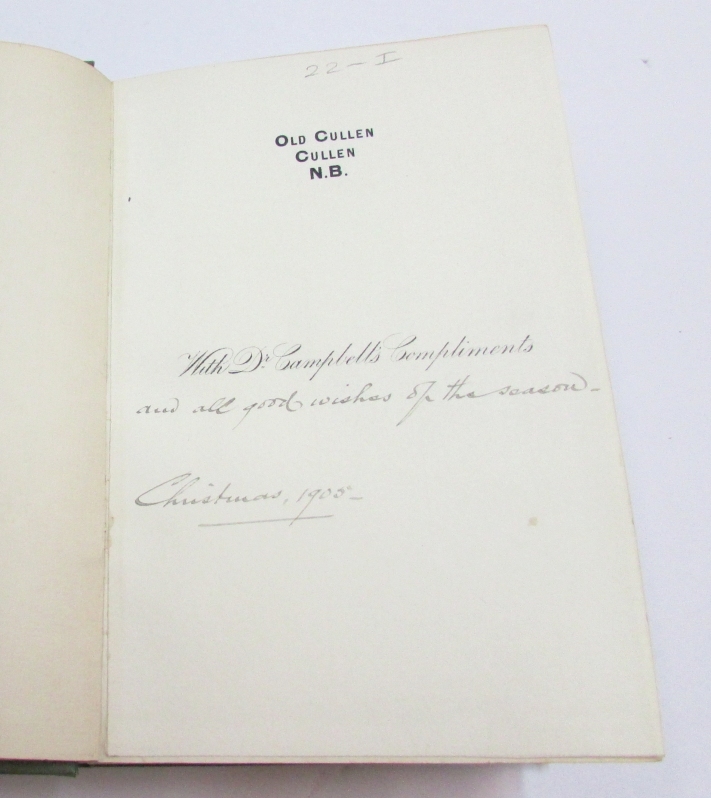 22-I
OLD CULLEN
CULLEN
N.B.
With Dr. Campbell's Compliments
and all good wishes of the season-
Christmas, 1905-